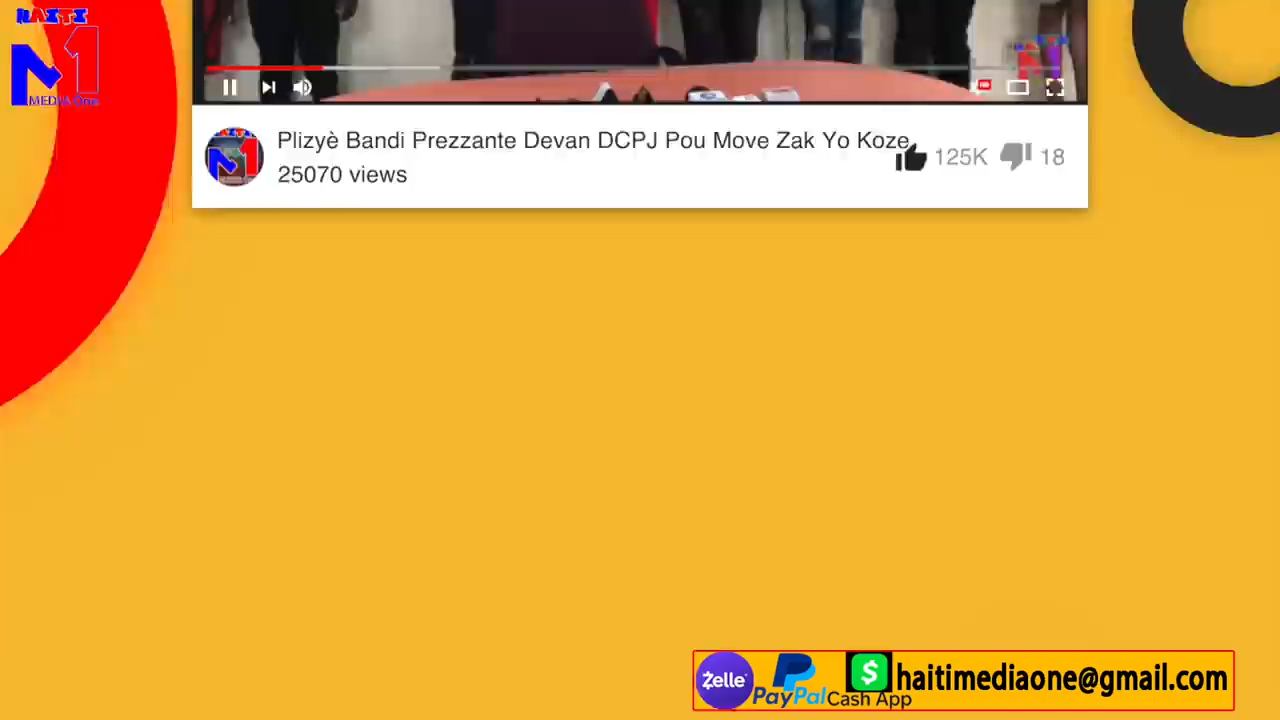 HAITI
MEDIA One
HD
Plizyè Bandi Prezzante Devan DCPJ Pou Move Zak Yo Koze
25070 views
125K
18
Zelle
PayPal
Cash App
haitimediaone@gmail.com